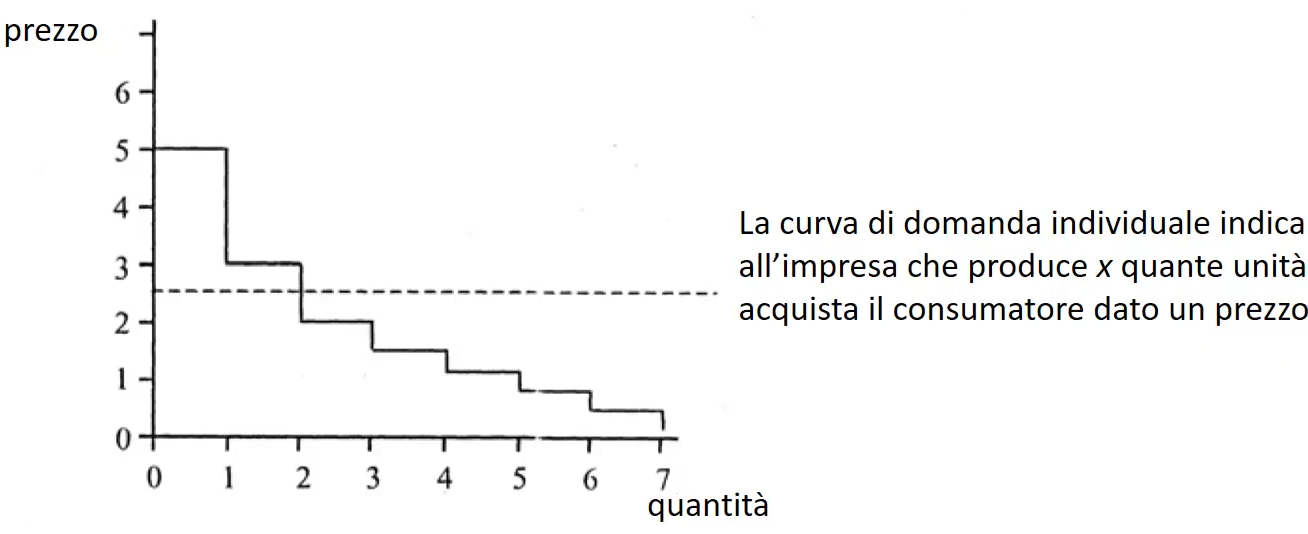 prezzo
6
5
4
3
2
1
0
0 1 2 3 4 5 6 7
quantità
La curva di domanda individuale indica
all’impresa che produce x quante unità
acquista il consumatore dato un prezzo